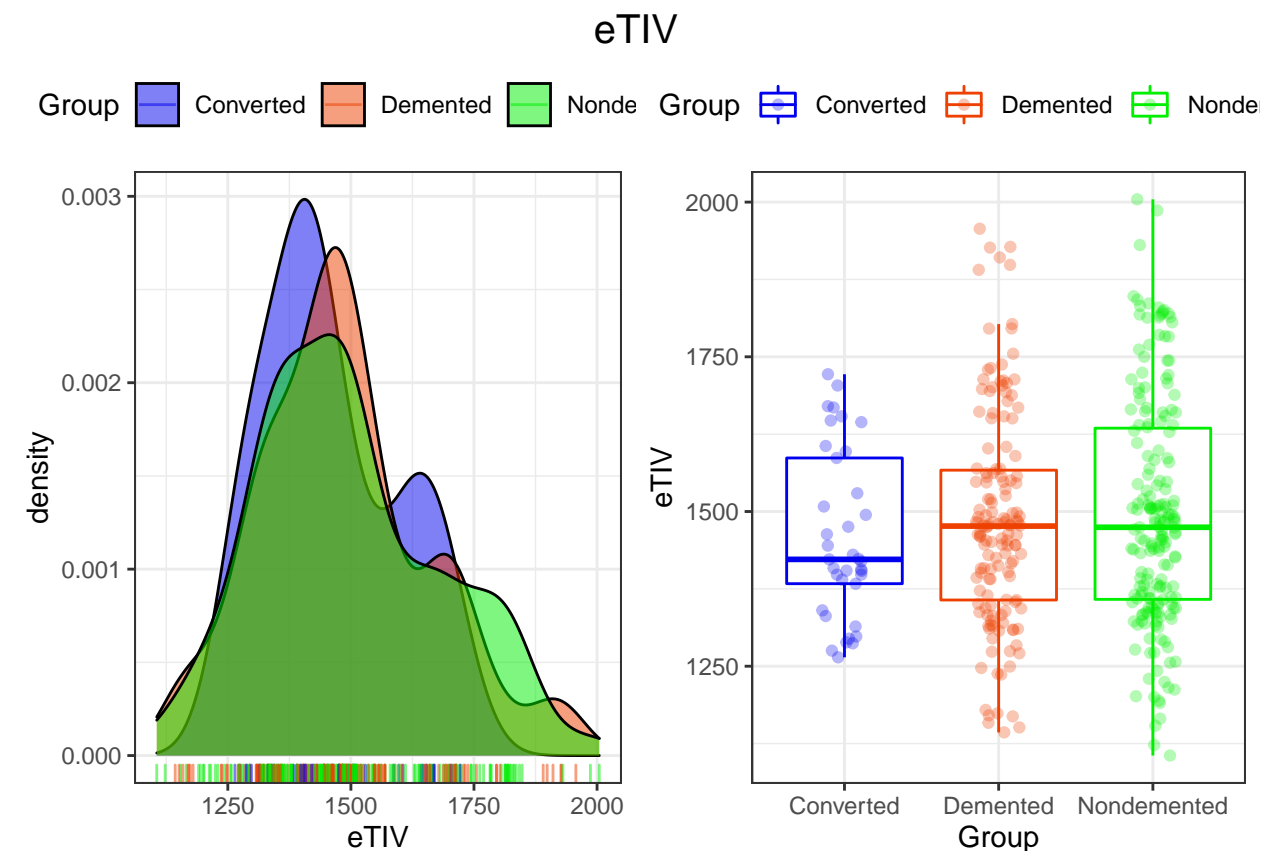 eTIV
Group Converted Demented Nonde
Group Converted Demented Nonde
density
0.003
0.002
0.001
0.000
1250 1500 1750 2000
eTIV
eTIV
2000
1750
1500
1250
Converted Demented Nondemented
Group